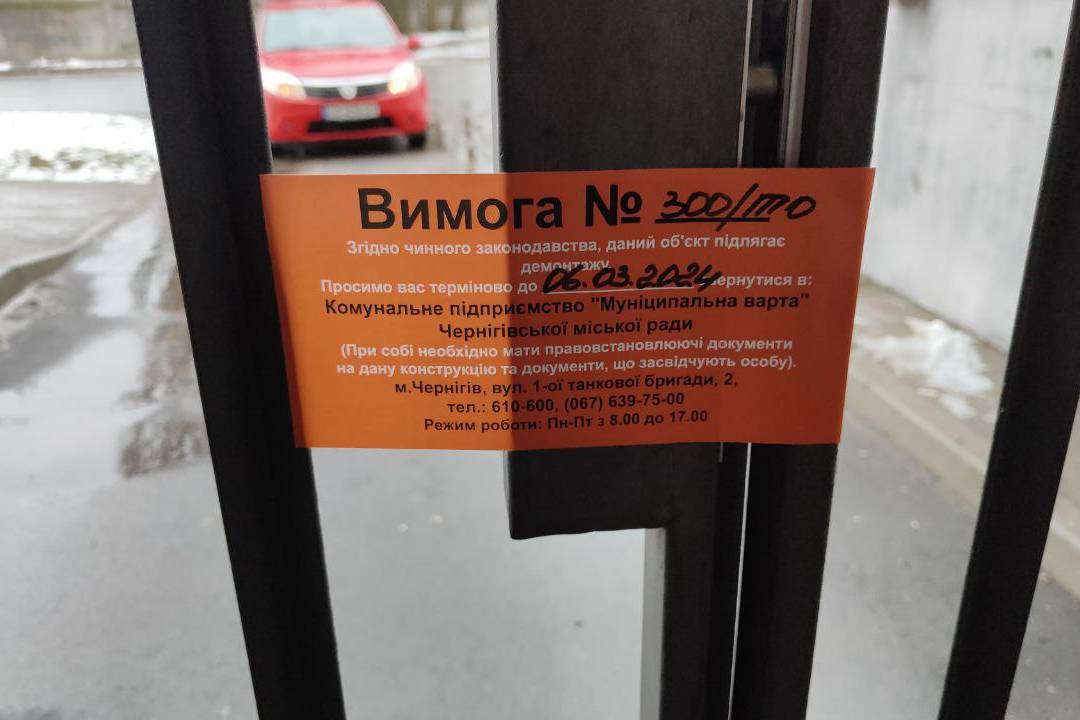 Вимога № 300/то
Згідно чинного законодавства, даний об'єкт підлягає
демонтажу.
Просимо вас терміново до 06.03.2024 звернутися в:
Комунальне підприємство "Муніципальна варта"
Чернігівської міської ради
(При собі необхідно мати правовстановлюючі документи
на дану конструкцію та документи, що засвідчують особу).
м.Чернігів, вул. 1-ої танкової бригади, 2,
тел.: 610-600, (067) 639-75-00
Режим роботи: Пн-Пт з 8.00 до 17.00